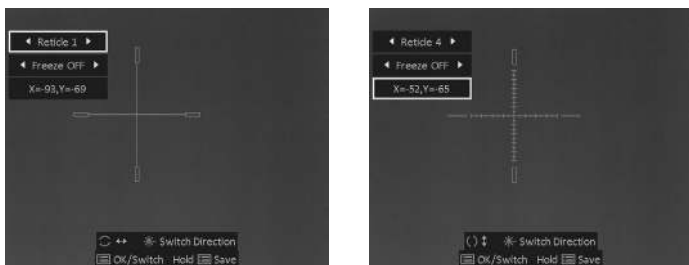 Reticle 1
Freeze OFF
X=-93,Y=-69
Switch Direction
OK/Switch Hold Save
Reticle 4
Freeze OFF
X=-52,Y=-65
Switch Direction
OK/Switch Hold Save